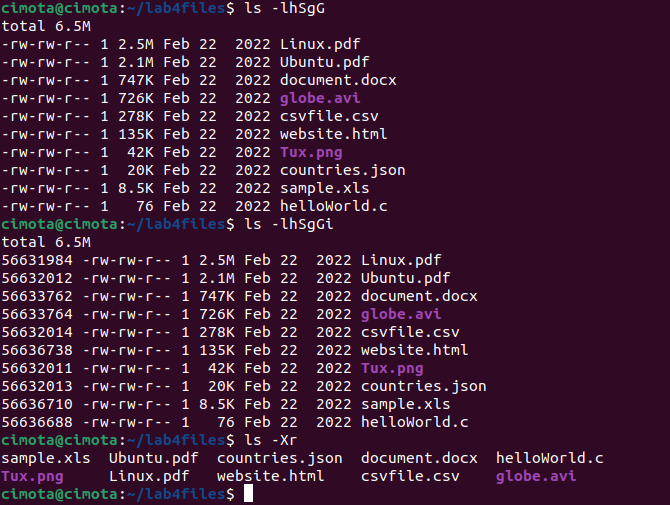 cimota@cimota:~/lab4files$ ls -lhSgG
total 6.5M
-rw-rw-r-- 1 2.5M Feb 22  2022 Linux.pdf
-rw-rw-r-- 1 2.1M Feb 22  2022 Ubuntu.pdf
-rw-rw-r-- 1 747K Feb 22  2022 document.docx
-rw-rw-r-- 1 726K Feb 22  2022 globe.avi
-rw-rw-r-- 1 278K Feb 22  2022 csvfile.csv
-rw-rw-r-- 1 135K Feb 22  2022 website.html
-rw-rw-r-- 1  42K Feb 22  2022 Tux.png
-rw-rw-r-- 1  20K Feb 22  2022 countries.json
-rw-rw-r-- 1 8.5K Feb 22  2022 sample.xls
-rw-rw-r-- 1   76 Feb 22  2022 helloWorld.c
cimota@cimota:~/lab4files$ ls -lhSgGi
total 6.5M
56631984 -rw-rw-r-- 1 2.5M Feb 22  2022 Linux.pdf
56632012 -rw-rw-r-- 1 2.1M Feb 22  2022 Ubuntu.pdf
56633762 -rw-rw-r-- 1 747K Feb 22  2022 document.docx
56633764 -rw-rw-r-- 1 726K Feb 22  2022 globe.avi
56632014 -rw-rw-r-- 1 278K Feb 22  2022 csvfile.csv
56636738 -rw-rw-r-- 1 135K Feb 22  2022 website.html
56632011 -rw-rw-r-- 1  42K Feb 22  2022 Tux.png
56632013 -rw-rw-r-- 1  20K Feb 22  2022 countries.json
56636710 -rw-rw-r-- 1 8.5K Feb 22  2022 sample.xls
56636688 -rw-rw-r-- 1   76 Feb 22  2022 helloWorld.c
cimota@cimota:~/lab4files$ ls -Xr
sample.xls  Ubuntu.pdf  countries.json  document.docx  helloWorld.c
Tux.png     Linux.pdf   website.html    csvfile.csv    globe.avi
cimota@cimota:~/lab4files$